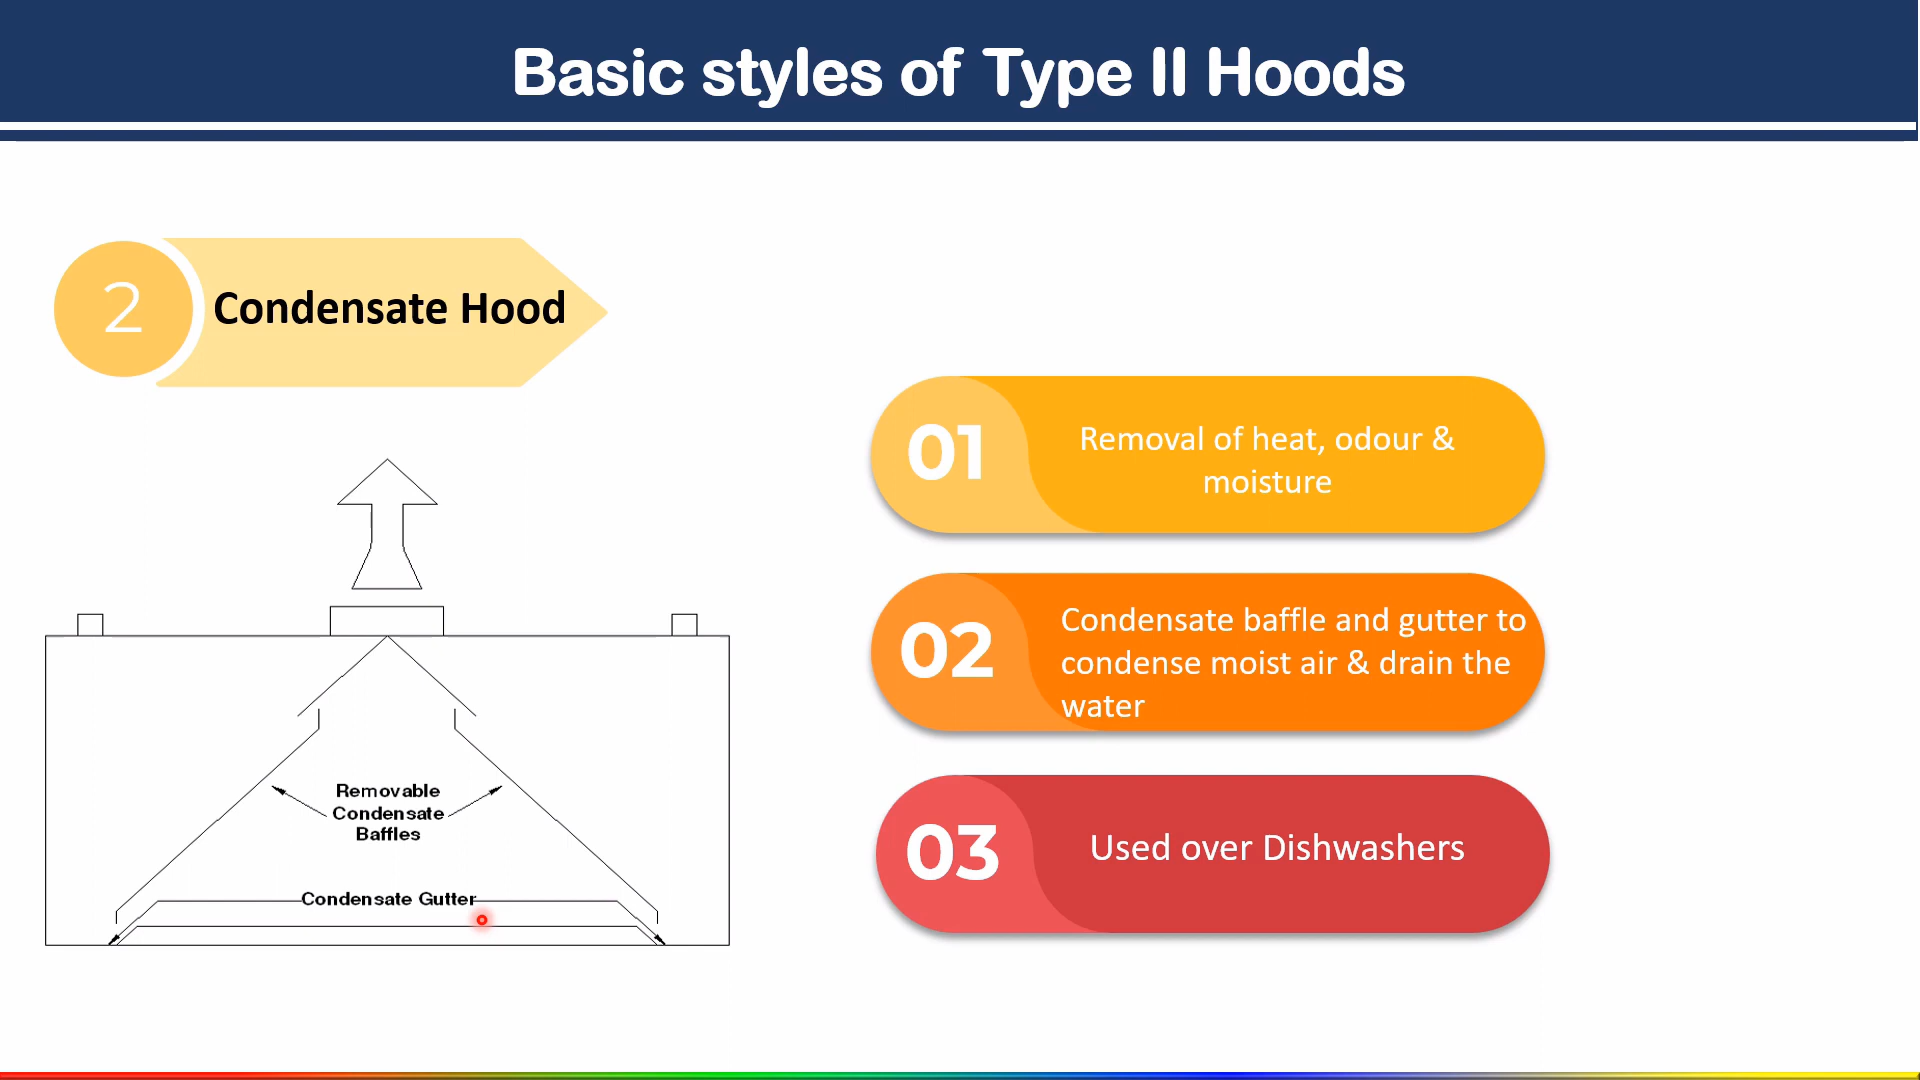 Basic styles of Type II Hoods
2
Condensate Hood
Removable
Condensate
Baffles
Condensate Gutter
01
Removal of heat, odour &
moisture
02
Condensate baffle and gutter to
condense moist air & drain the
water
03
Used over Dishwashers